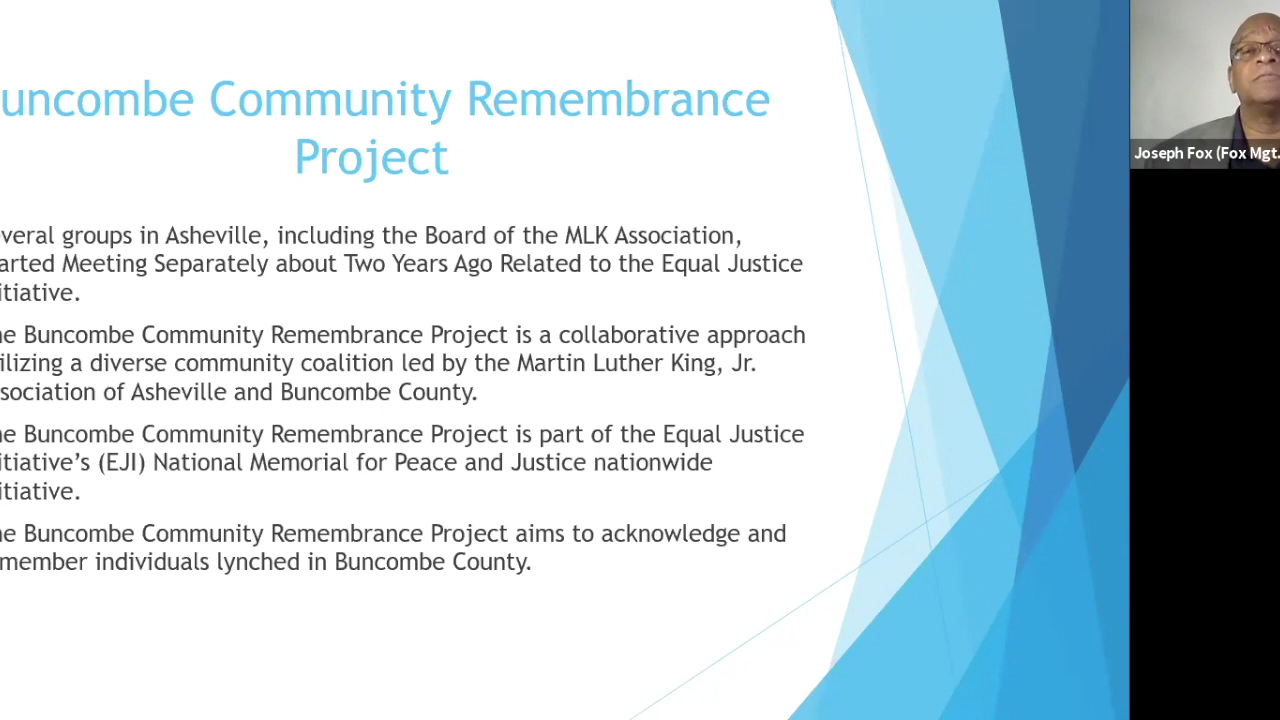 uncombe Community Remembrance
Project
veral groups in Asheville, including the Board of the MLK Association,
arted Meeting Separately about Two Years Ago Related to the Equal Justice
itiative.
he Buncombe Community Remembrance Project is a collaborative approach
ilizing a diverse community coalition led by the Martin Luther King, Jr.
sociation of Asheville and Buncombe County.
he Buncombe Community Remembrance Project is part of the Equal Justice
itiative’s (EJI) National Memorial for Peace and Justice nationwide
itiative.
he Buncombe Community Remembrance Project aims to acknowledge and
member individuals lynched in Buncombe County.
Joseph Fox (Fox Mgt.